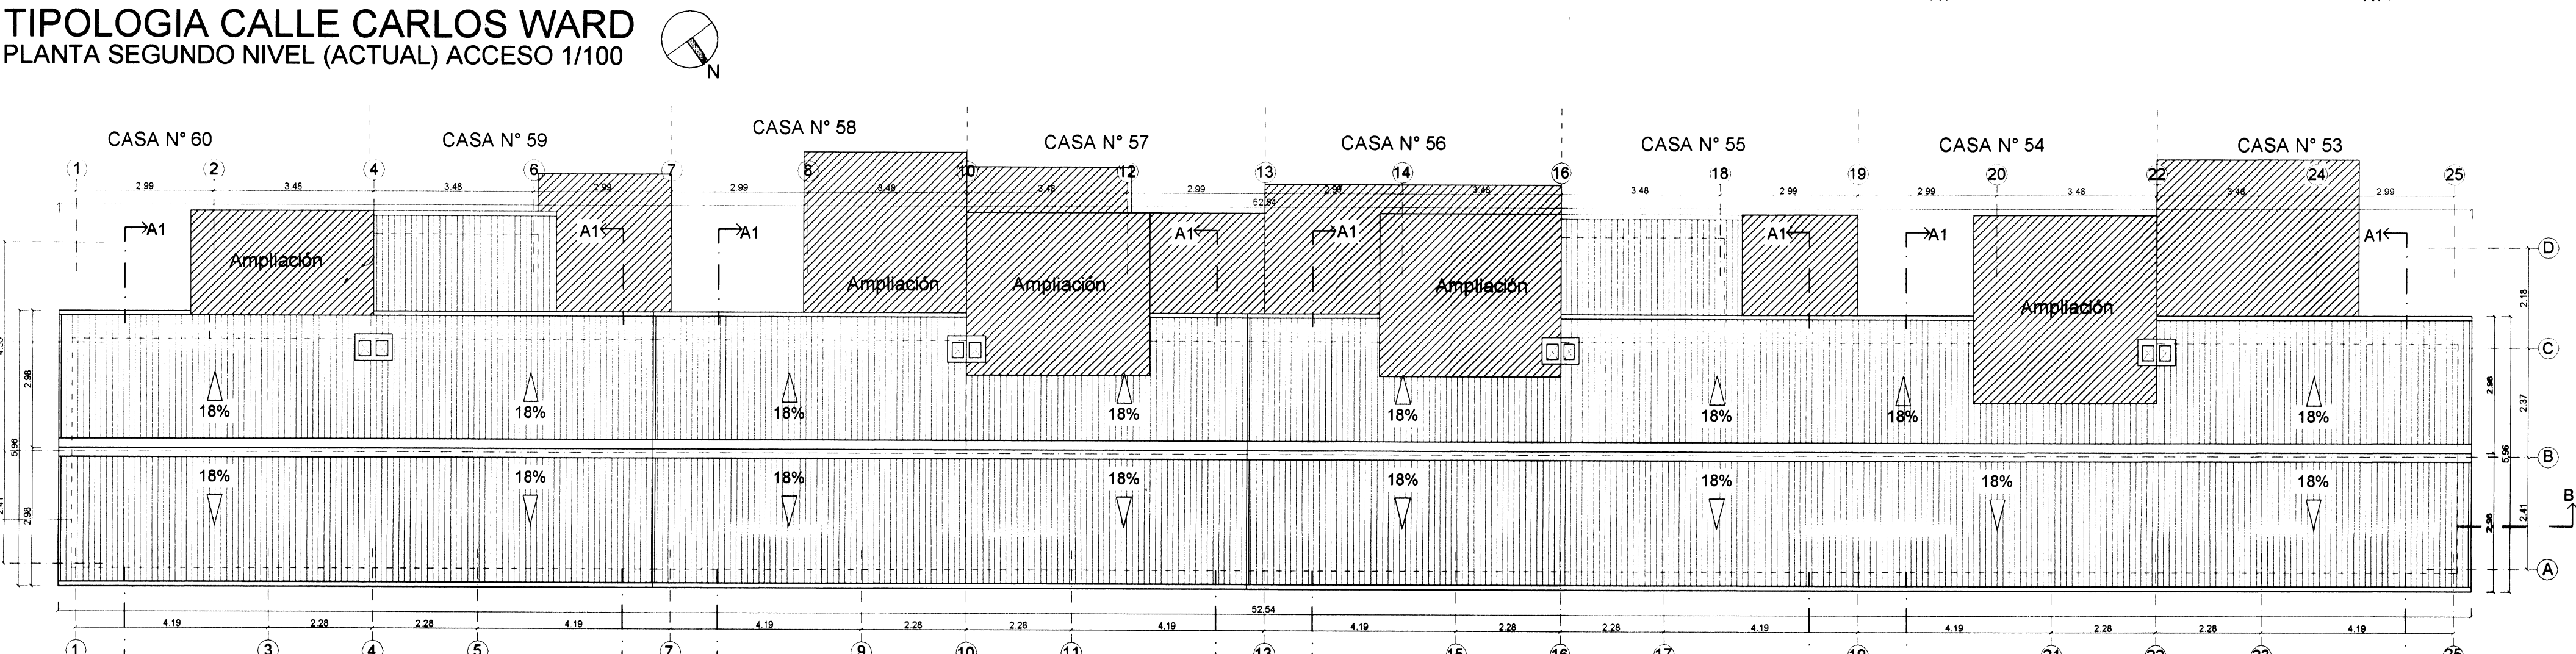 TIPOLOGIA CALLE CARLOS WARD
PLANTA SEGUNDO NIVEL (ACTUAL) ACCESO 1/100
N
CASA N° 60 CASA N° 59 CASA N° 58 CASA N° 57 CASA N° 56 CASA N° 55 CASA N° 54 CASA N° 53
1 2 4 6 7 8 10 12 13 14 16 18 19 20 22 24 25
2.99 3.48 3.48 2.99 2.99 3.48 3.48 2.99 2.99 3.48 3.48 2.99 2.99 3.48 3.48 2.99
52.54
A1 A1 A1 A1 A1 A1 A1 A1
D
Ampliación Ampliación Ampliación Ampliación Ampliación
2.18
C
2.98 2.98 2.37
18% 18% 18% 18% 18% 18% 18% 18%
5.96 5.96
B
18% 18% 18% 18% 18% 18% 18% 18%
B
2.41 2.98 2.98 2.41
A
52.54
4.19 2.28 2.28 4.19 4.19 2.28 2.28 4.19 4.19 2.28 2.28 4.19 4.19 2.28 2.28 4.19
1 3 4 5 7 9 10 11 13 15 16 17 19 21 22 23 25